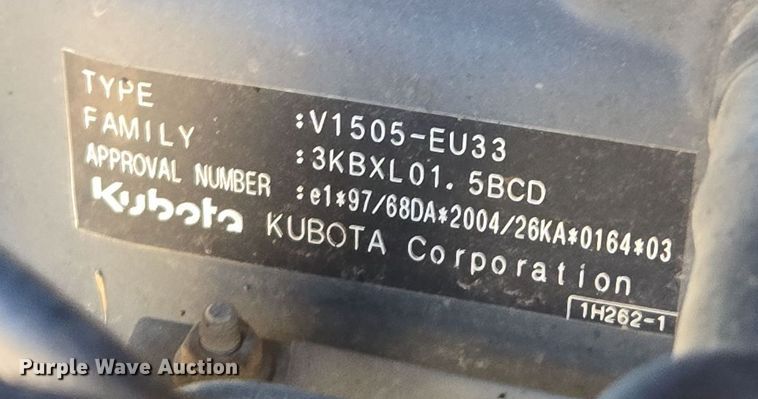 TYPE :V1505-EU33
FAMILY :3KBXL01.5BCD
APPROVAL NUMBER :e1*97/68DA*2004/26KA*0164*03
Kubota KUBOTA Corporation
1H262-1
Purple Wave Auction